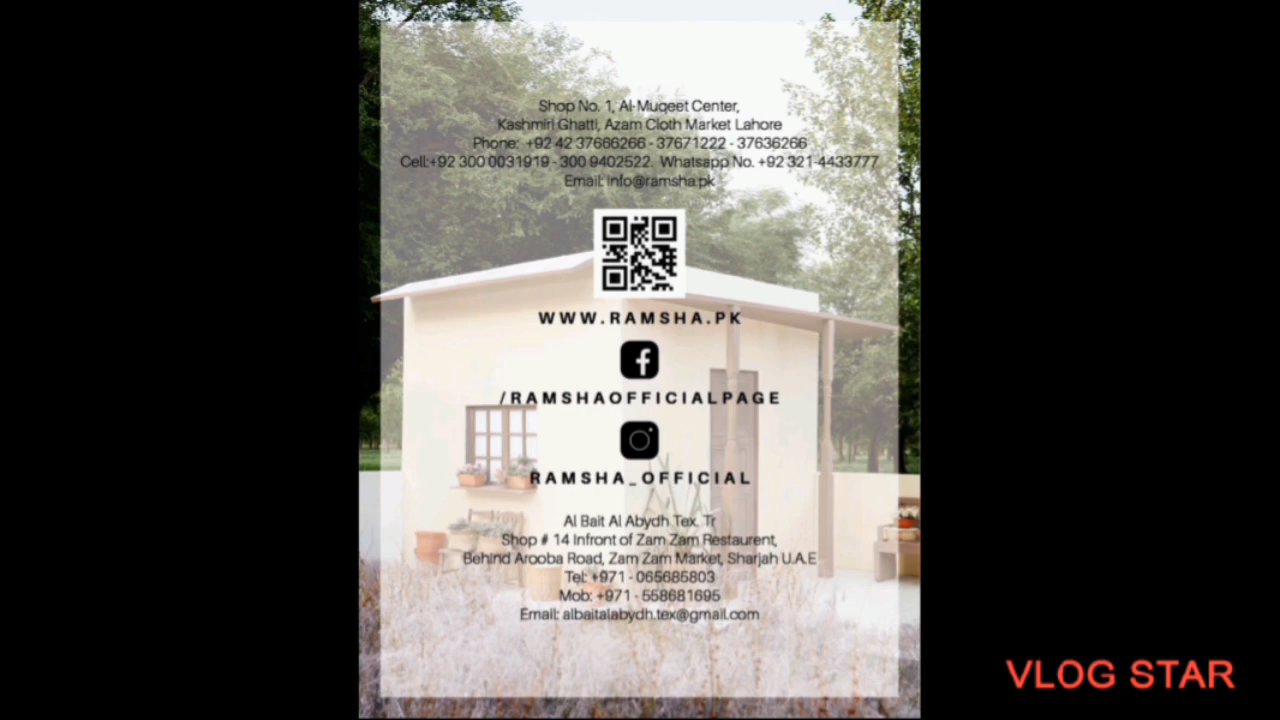 Shop No. 1, Al-Muqeet Center,
Kashmiri Ghatti, Azam Cloth Market Lahore
Phone: +92 42 37666266 - 37671222 - 37636266
Cell:+92 300 0031919 - 300 9402522. Whatsapp No. +92 321-4433777
Email: info@ramsha.pk
WWW.RAMSHA.PK
/RAMSHAOFFICIALPAGE
RAMSHA_OFFICIAL
Al Bait Al Abydh Tex. Tr
Shop # 14 Infront of Zam Zam Restaurent,
Behind Arooba Road, Zam Zam Market, Sharjah U.A.E
Tel: +971 - 065685803
Mob: +971 - 558681695
Email: albaitalabydh.tex@gmail.com
VLOG STAR